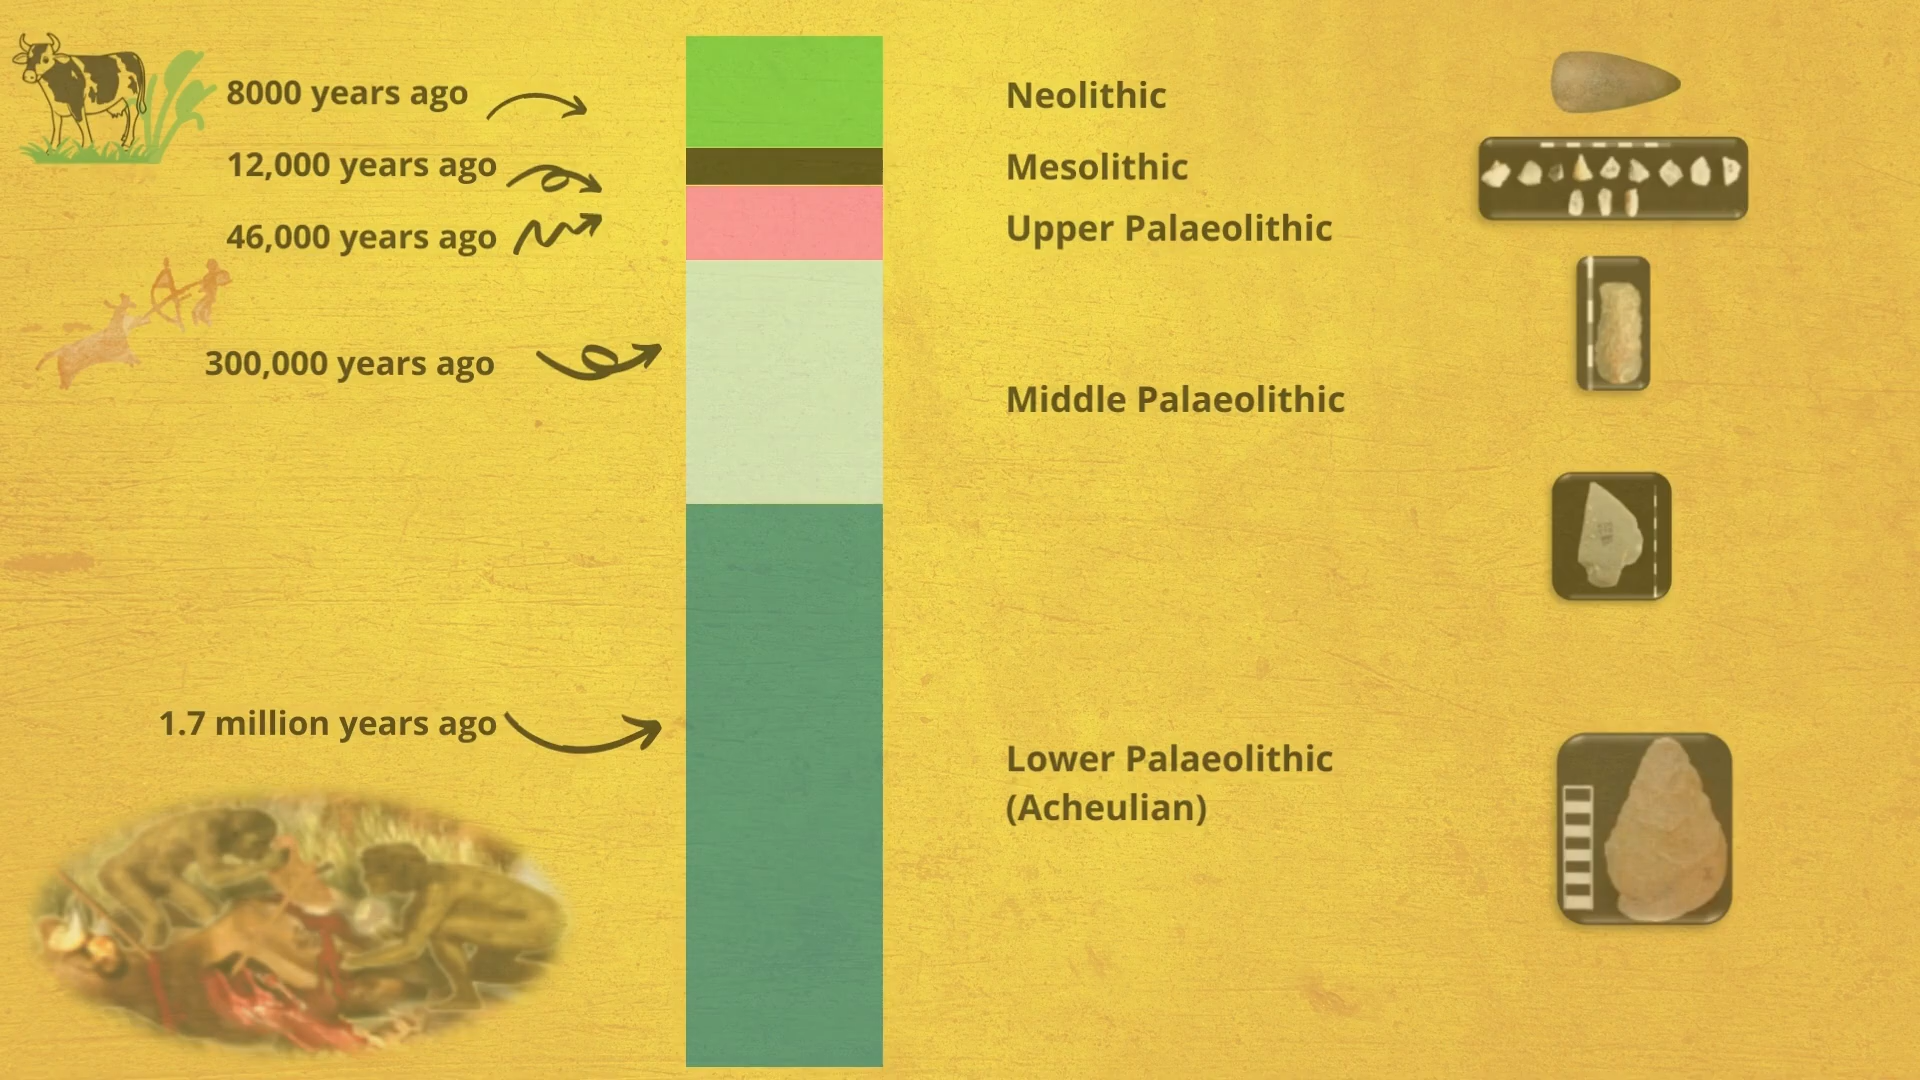 8000 years ago
Neolithic
12,000 years ago
Mesolithic
46,000 years ago
Upper Palaeolithic
300,000 years ago
Middle Palaeolithic
1.7 million years ago
Lower Palaeolithic
(Acheulian)